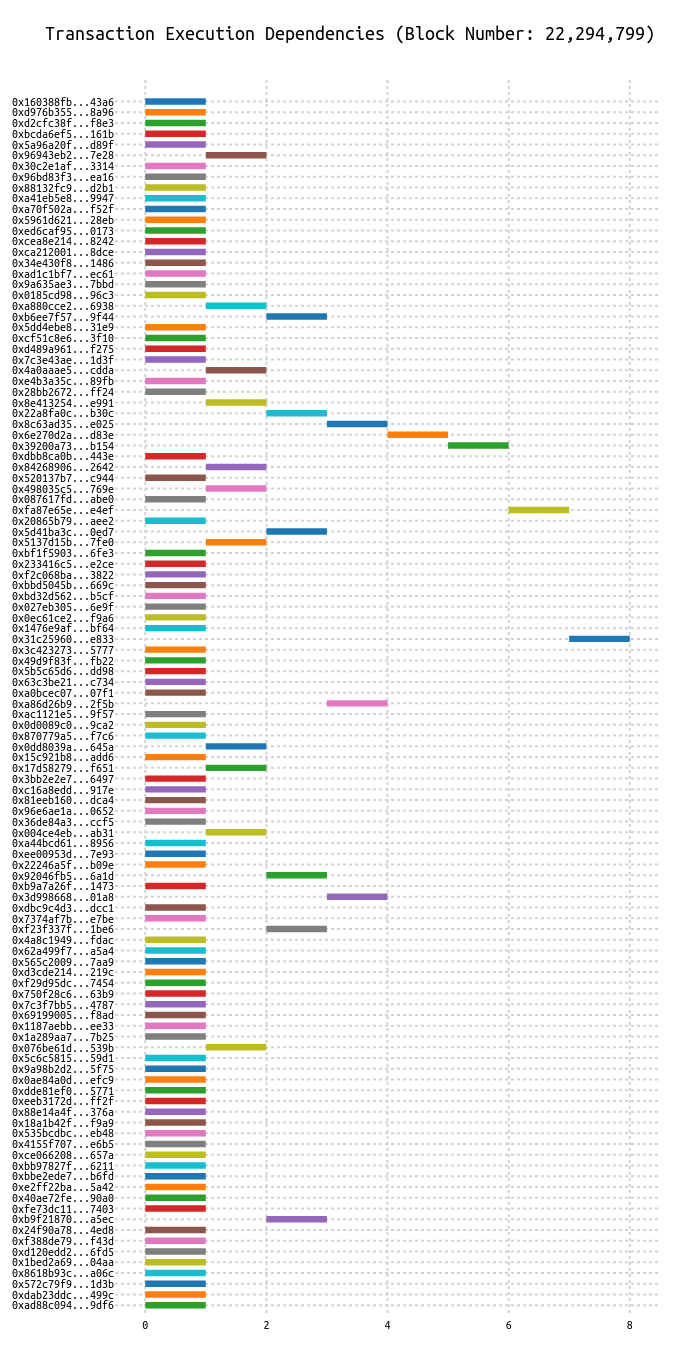 Transaction Execution Dependencies (Block Number: 22,294,799)
0x160388fb...43a6
0xd976b355...8a96
0xd2cfc38f...f8e3
0xbcda6ef5...161b
0x5a96a20f...d89f
0x96943eb2...7e28
0x30c2e1af...3314
0x96bd83f3...ea16
0x88132fc9...d2b1
0xa41eb5e8...9947
0xa70f502a...f52f
0x5961d621...28eb
0xed6caf95...0173
0xcea8e214...8242
0xca212001...8dce
0x34e430f8...1486
0xad1c1bf7...ec61
0x9a635ae3...7bbd
0x0185cd98...96c3
0xa880cce2...6938
0xb6ee7f57...9f44
0x5dd4ebe8...31e9
0xcf51c8e6...3f10
0xd489a961...f275
0x7c3e43ae...1d3f
0x4a0aaae5...cdda
0xe4b3a35c...89fb
0x28bb2672...ff24
0x8e413254...e991
0x22a8fa0c...b30c
0x8c63ad35...e025
0x6e270d2a...d83e
0x39200a73...b154
0xdbb8ca0b...443e
0x84268906...2642
0x520137b7...c944
0x498035c5...769e
0x087617fd...abe0
0xfa87e65e...e4ef
0x20865b79...aee2
0x5d41ba3c...0ed7
0x5137d15b...7fe0
0xbf1f5903...6fe3
0x233416c5...e2ce
0xf2c068ba...3822
0xbbd5045b...669c
0xbd32d562...b5cf
0x027eb305...6e9f
0x0ec61ce2...f9a6
0x1476e9af...bf64
0x31c25960...e833
0x3c423273...5777
0x49d9f83f...fb22
0x5b5c65d6...dd98
0x63c3be21...c734
0xa0bcec07...07f1
0xa86d26b9...2f5b
0xac1121e5...9f57
0x0d0089c0...9ca2
0x870779a5...f7c6
0x0dd8039a...645a
0x15c921b8...add6
0x17d58279...f651
0x3bb2e2e7...6497
0xc16a8edd...917e
0x81eeb160...dca4
0x96e6ae1a...0652
0x36de84a3...ccf5
0x004ce4eb...ab31
0xa44bcd61...8956
0xee00953d...7e93
0x22246a5f...b09e
0x92046fb5...6a1d
0xb9a7a26f...1473
0x3d998668...01a8
0xdbc9c4d3...dcc1
0x7374af7b...e7be
0xf23f337f...1be6
0x4a8c1949...fdac
0x62a499f7...a5a4
0x565c2009...7aa9
0xd3cde214...219c
0xf29d95dc...7454
0x750f28c6...63b9
0x7c3f7bb5...4787
0x69199005...f8ad
0x1187aebb...ee33
0x1a289aa7...7b25
0x076be61d...539b
0x5c6c5815...59d1
0x9a98b2d2...5f75
0x0ae84a0d...efc9
0xdde81ef0...5771
0xeeb3172d...ff2f
0x88e14a4f...376a
0x18a1b42f...f9a9
0x535bcdbc...eb48
0x4155f707...e6b5
0xce066208...657a
0xbb97827f...6211
0xbbe2ede7...b6fd
0xe2ff22ba...5a42
0x40ae72fe...90a0
0xfe73dc11...7403
0xb9f21870...a5ec
0x24f90a78...4ed8
0xf388de79...f43d
0xd120edd2...6fd5
0x1bed2a69...04aa
0x8618b93c...a06c
0x572c79f9...1d3b
0xdab23ddc...499c
0xad88c094...9df6
0 2 4 6 8